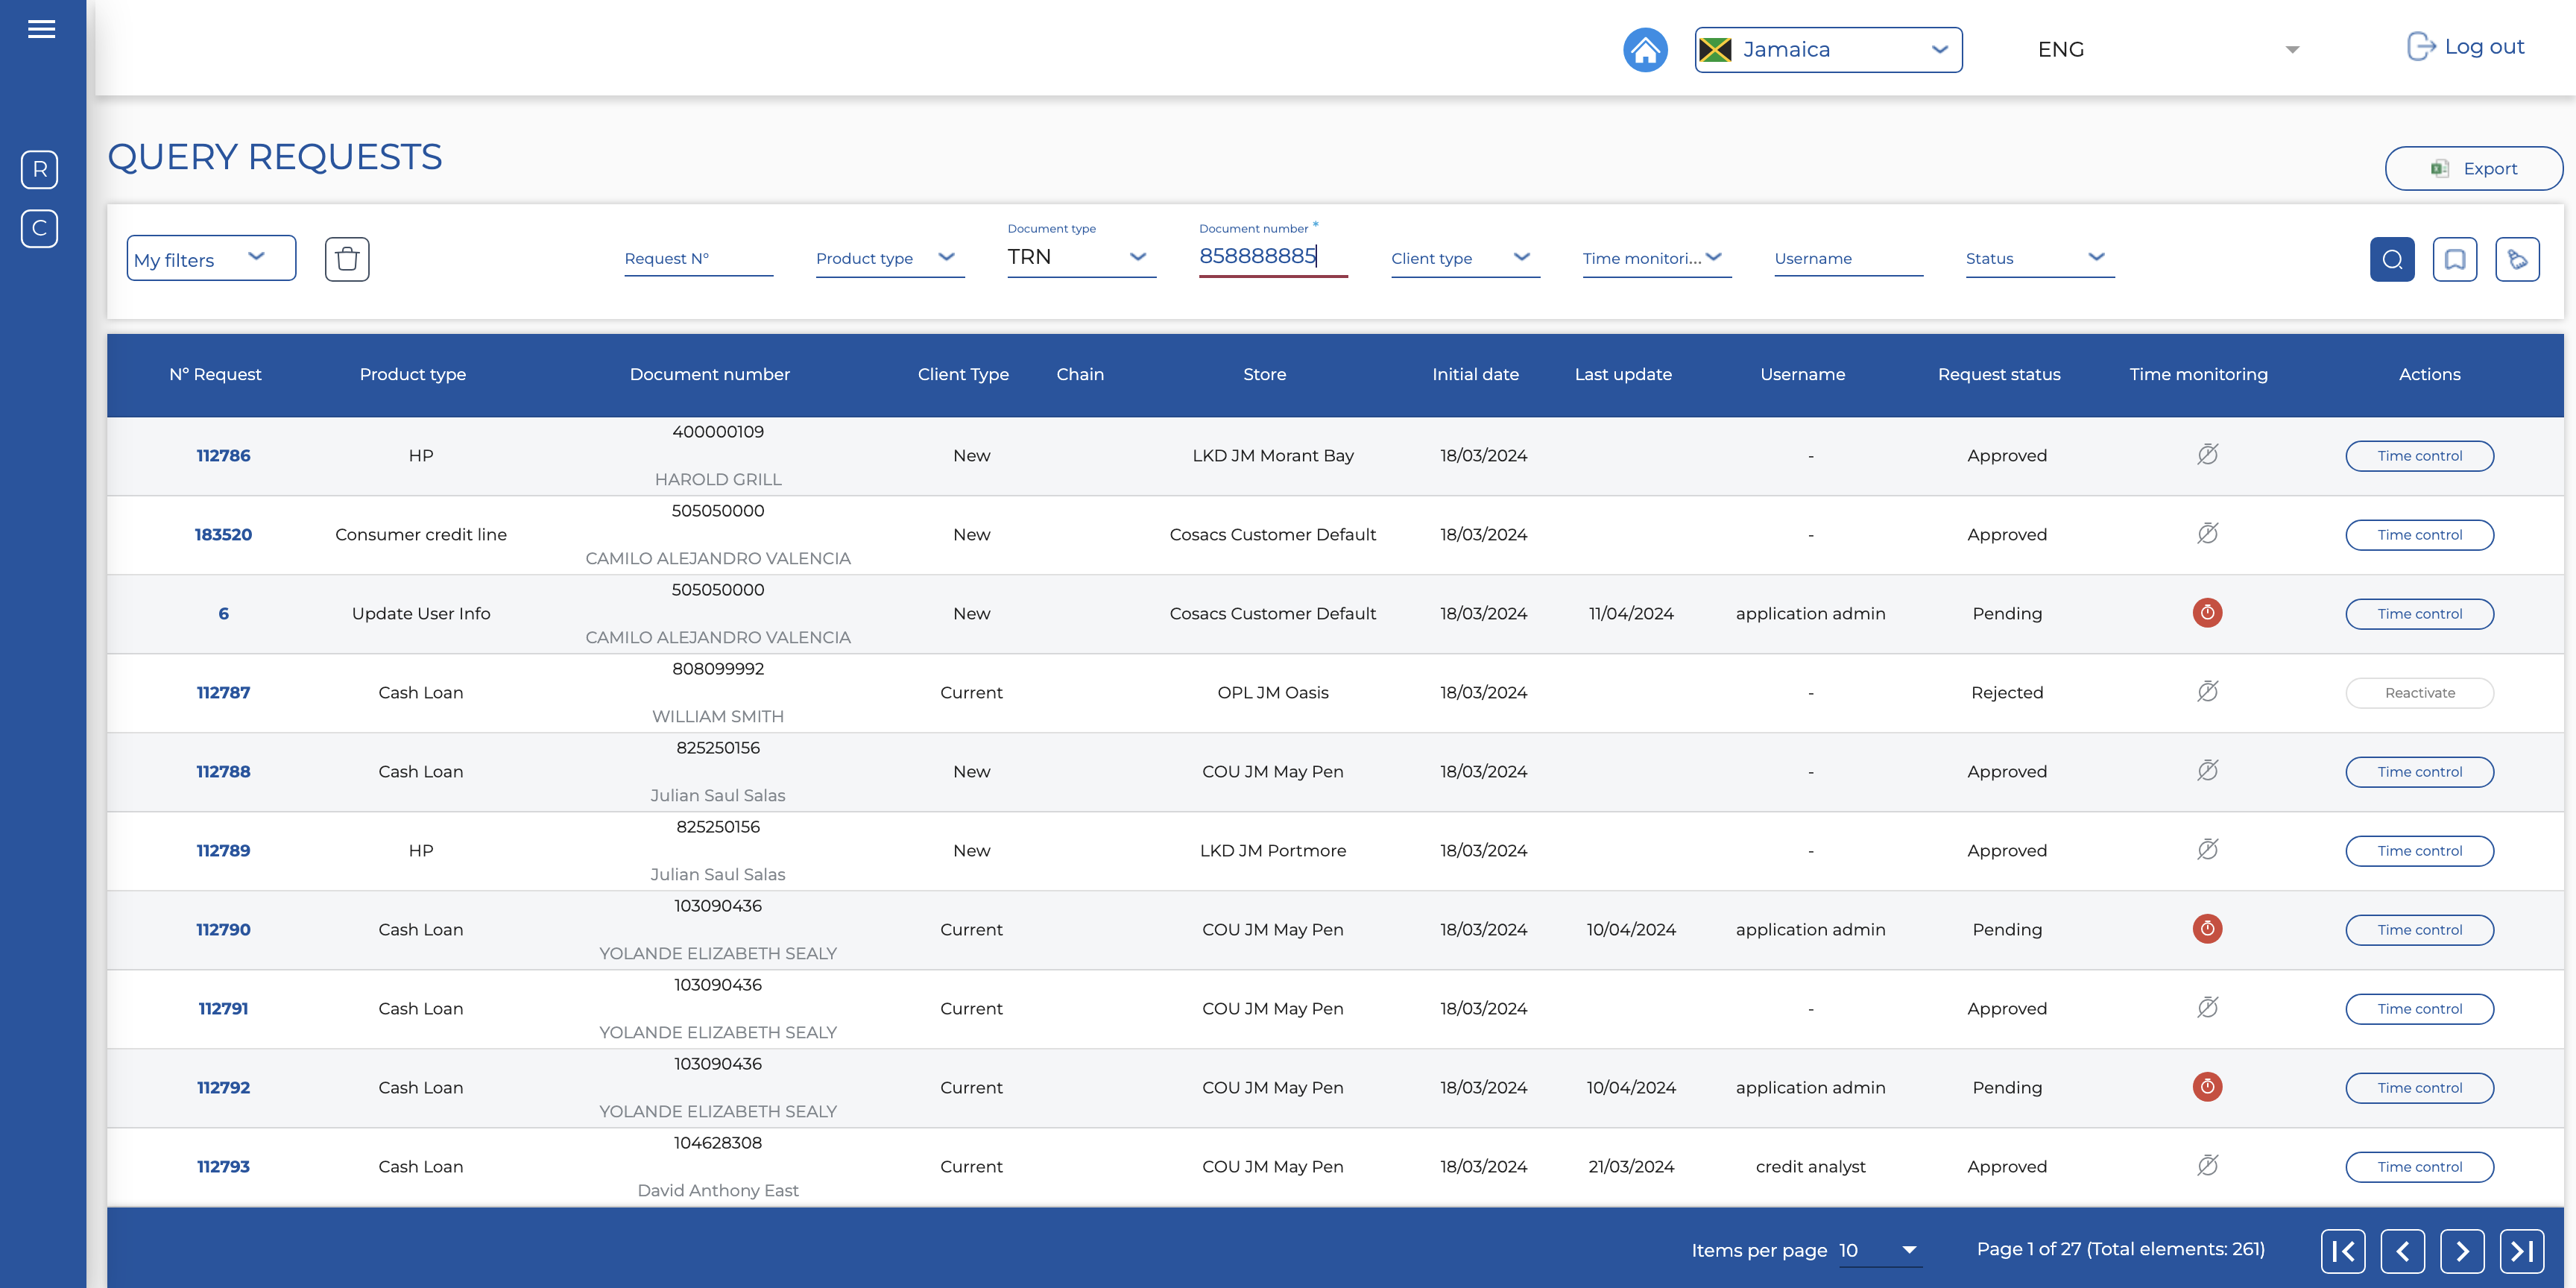 Jamaica
ENG
Log out
R
C
QUERY REQUESTS
Export
My filters
Request N°
Product type
Document type
TRN
Document number *
858888885
Client type
Time monitori...
Username
Status
N° Request Product type Document number Client Type Chain Store Initial date Last update Username Request status Time monitoring Actions
400000109
112786 HP New LKD JM Morant Bay 18/03/2024 - Approved Time control
HAROLD GRILL
505050000
183520 Consumer credit line New Cosacs Customer Default 18/03/2024 - Approved Time control
CAMILO ALEJANDRO VALENCIA
505050000
6 Update User Info New Cosacs Customer Default 18/03/2024 11/04/2024 application admin Pending Time control
CAMILO ALEJANDRO VALENCIA
808099992
112787 Cash Loan Current OPL JM Oasis 18/03/2024 - Rejected Reactivate
WILLIAM SMITH
825250156
112788 Cash Loan New COU JM May Pen 18/03/2024 - Approved Time control
Julian Saul Salas
825250156
112789 HP New LKD JM Portmore 18/03/2024 - Approved Time control
Julian Saul Salas
103090436
112790 Cash Loan Current COU JM May Pen 18/03/2024 10/04/2024 application admin Pending Time control
YOLANDE ELIZABETH SEALY
103090436
112791 Cash Loan Current COU JM May Pen 18/03/2024 - Approved Time control
YOLANDE ELIZABETH SEALY
103090436
112792 Cash Loan Current COU JM May Pen 18/03/2024 10/04/2024 application admin Pending Time control
YOLANDE ELIZABETH SEALY
104628308
112793 Cash Loan Current COU JM May Pen 18/03/2024 21/03/2024 credit analyst Approved Time control
David Anthony East
Items per page 10 Page 1 of 27 (Total elements: 261)